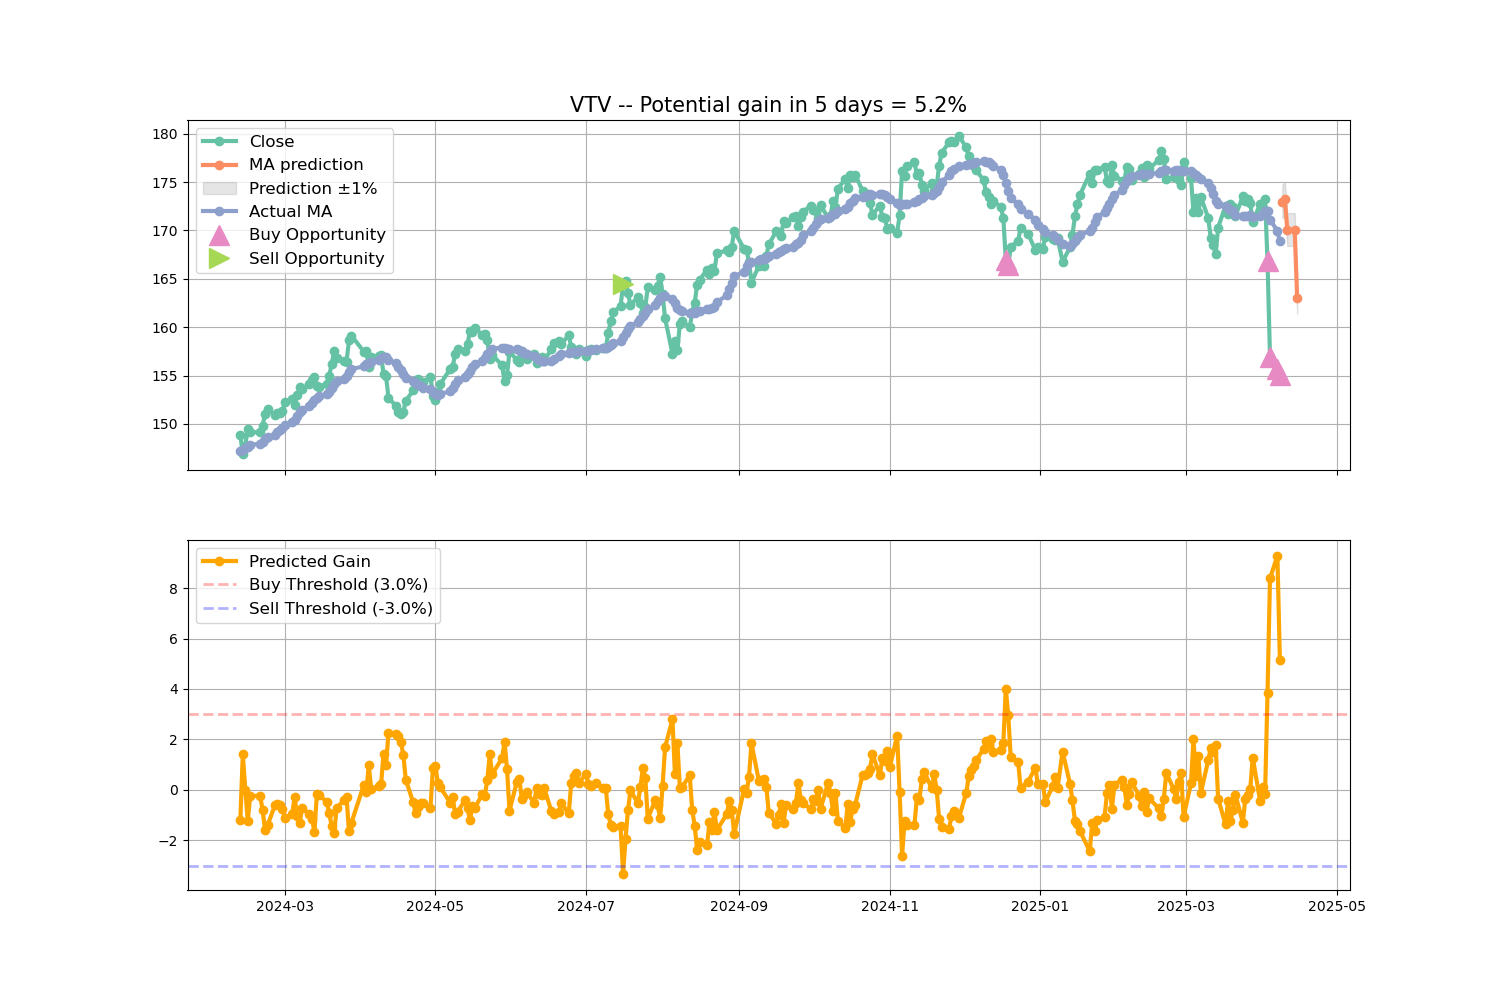 VTV -- Potential gain in 5 days = 5.2%
180
175
170
165
160
155
150
Close
MA prediction
Prediction ±1%
Actual MA
Buy Opportunity
Sell Opportunity
8
6
4
2
0
−2
Predicted Gain
Buy Threshold (3.0%)
Sell Threshold (-3.0%)
2024-03
2024-05
2024-07
2024-09
2024-11
2025-01
2025-03
2025-05